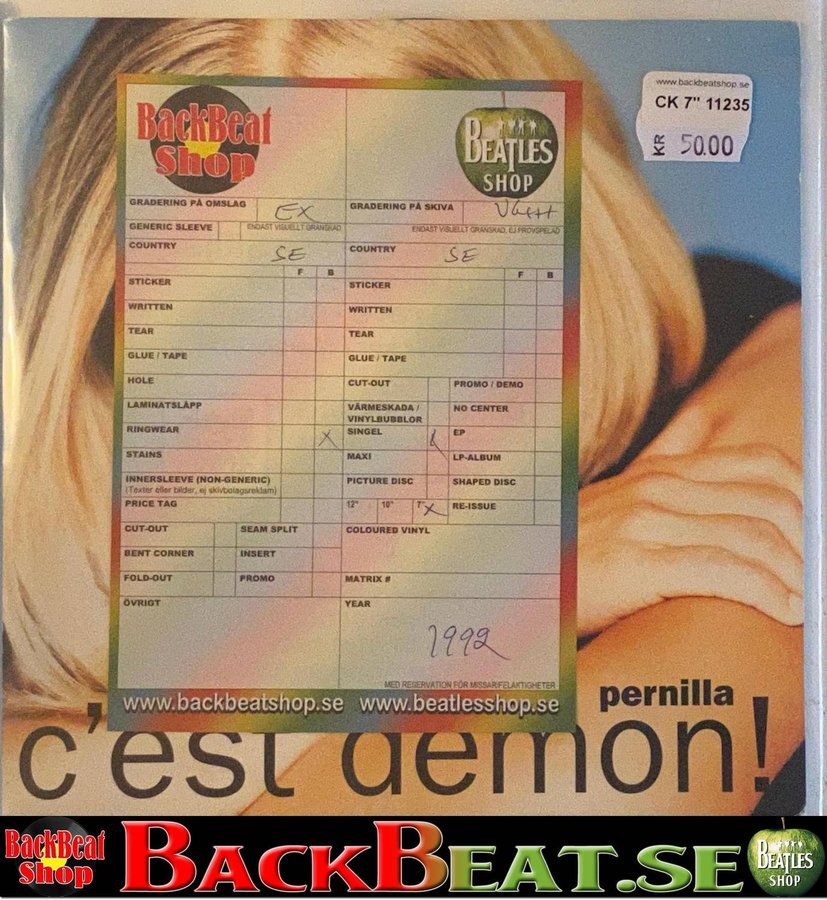 www.backbeatshop.se
CK 7" 11235
KR 50.00
BackBeat
Shop
BEATLES
SHOP
GRADERING PÅ OMSLAG EX
GRADERING PÅ SKIVA VG++
GENERIC SLEEVE ENDAST VISUELLT GRANSKAD
ENDAST VISUELLT GRANSKAD, EJ PROVSPELAD
COUNTRY SE
COUNTRY SE
F B
F B
STICKER
STICKER
WRITTEN
WRITTEN
TEAR
TEAR
GLUE / TAPE
GLUE / TAPE
HOLE
CUT-OUT PROMO / DEMO
LAMINATSLÄPP
VÄRMESKADA / NO CENTER
VINYLBUBBLOR
RINGWEAR X
SINGEL EP
STAINS
MAXI LP-ALBUM
INNERSLEEVE (NON-GENERIC)
(Texter eller bilder, ej skivbolagsreklam)
PICTURE DISC SHAPED DISC
PRICE TAG
12" 10" 7" X RE-ISSUE
CUT-OUT SEAM SPLIT
COLOURED VINYL
BENT CORNER INSERT
FOLD-OUT PROMO
MATRIX #
ÖVRIGT
YEAR
1992
MED RESERVATION FÖR MISSAR/FELAKTIGHETER
www.backbeatshop.se www.beatlesshop.se
pernilla
c'est demon!
BackBeat
Shop
BACKBEAT.SE
BEATLES
SHOP